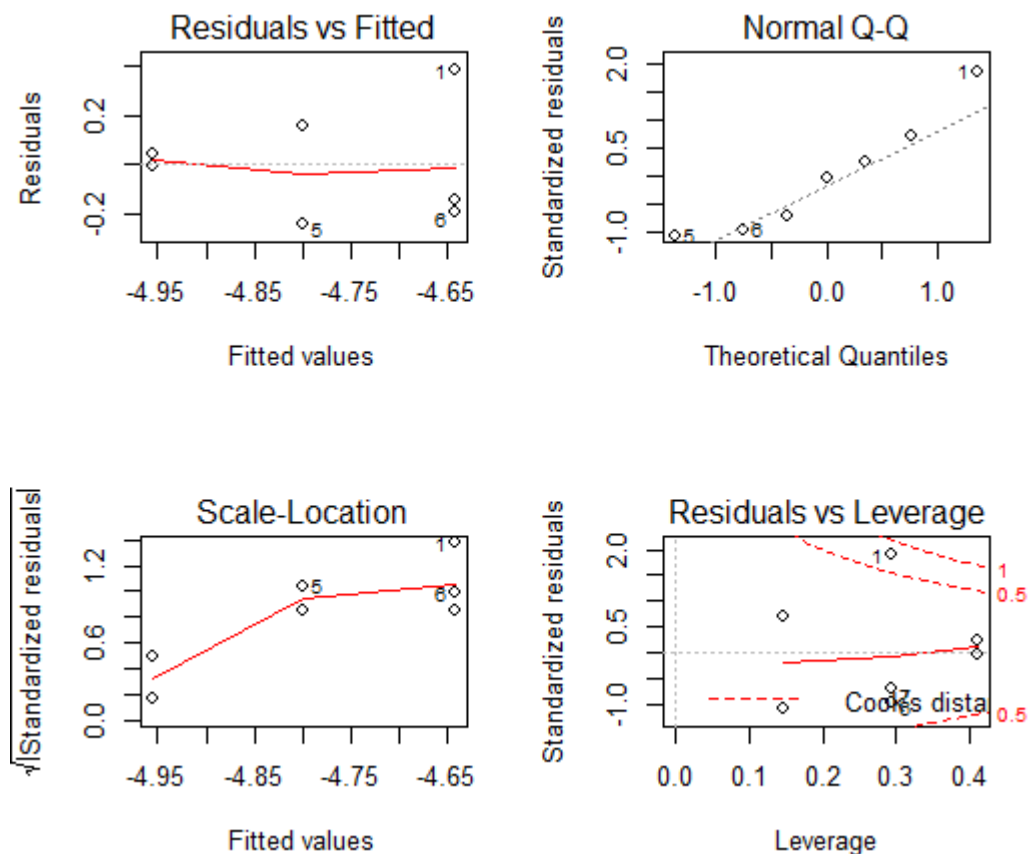 Residuals vs Fitted
Residuals
0.2
-0.2
1
5
6
-4.95 -4.85 -4.75 -4.65
Fitted values
Normal Q-Q
Standardized residuals
2.0
0.5
-1.0
1
5
6
-1.0 0.0 1.0
Theoretical Quantiles
Scale-Location
√|Standardized residuals|
1.2
0.6
0.0
1
5
6
-4.95 -4.85 -4.75 -4.65
Fitted values
Residuals vs Leverage
Standardized residuals
2.0
0.5
-1.0
1
1
0.5
Cook's dista
0.5
0.0 0.1 0.2 0.3 0.4
Leverage